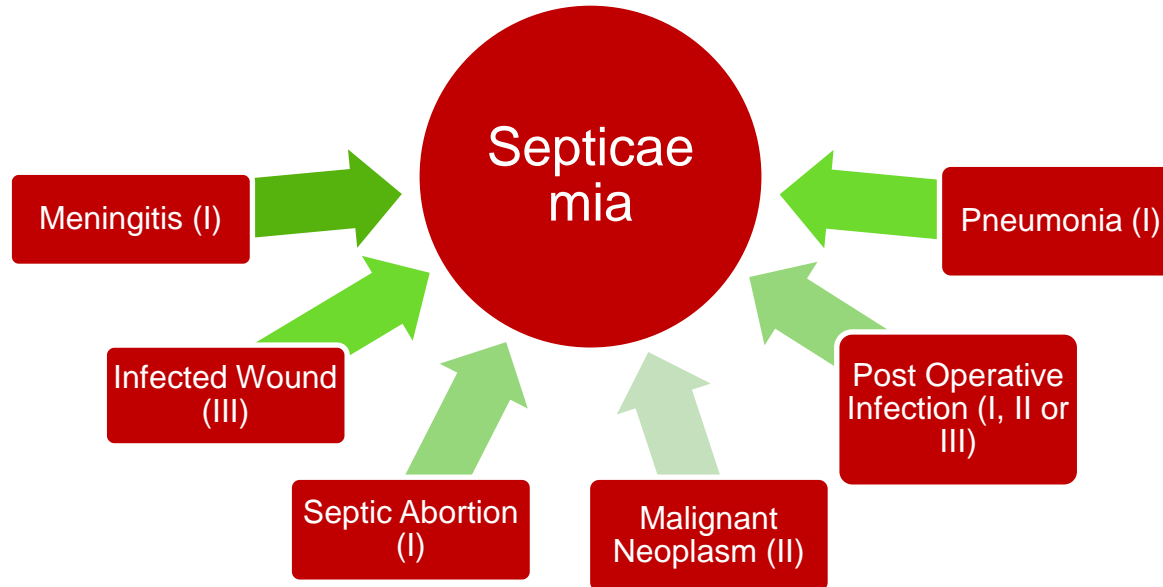 Septicae
mia
Meningitis (I)
Pneumonia (I)
Infected Wound
(III)
Post Operative
Infection (I, II or
III)
Septic Abortion
(I)
Malignant
Neoplasm (II)